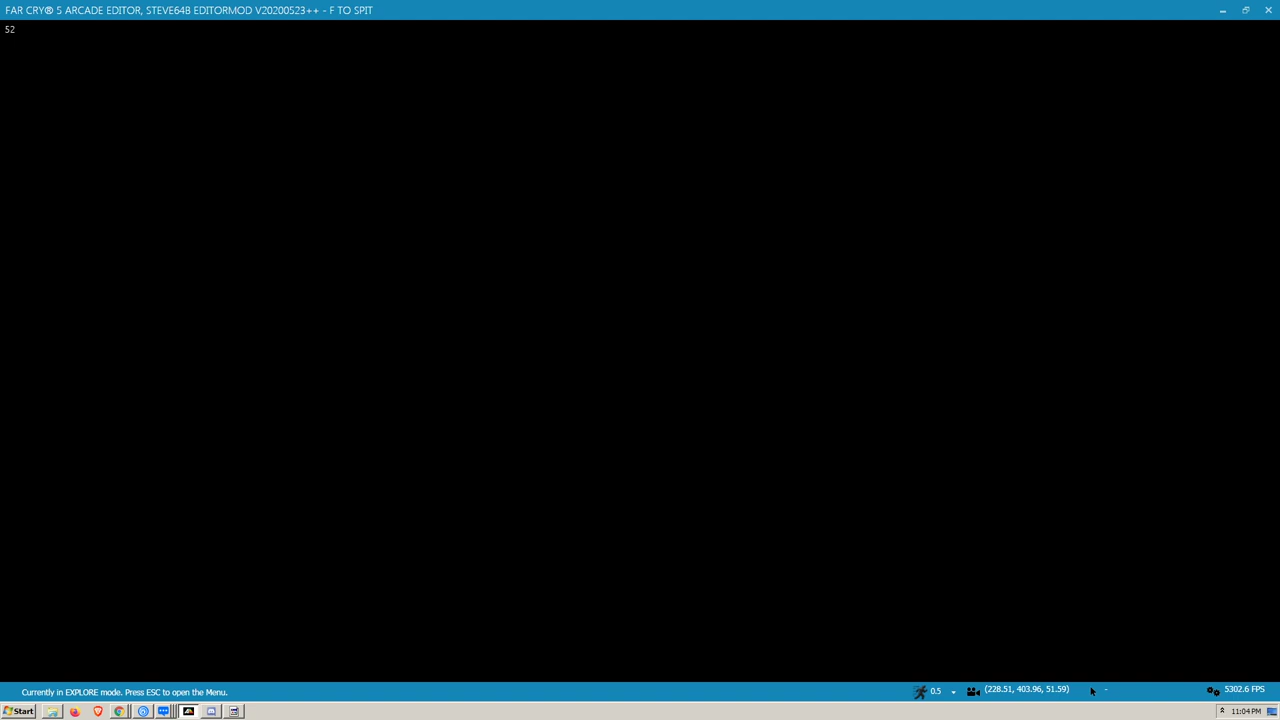 FAR CRY® 5 ARCADE EDITOR, STEVE64B EDITORMOD V20200523++ - F TO SPIT
52
Currently in EXPLORE mode. Press ESC to open the Menu.
0.5
(228.51, 403.96, 51.59)
-
5302.6 FPS
Start
11:04 PM